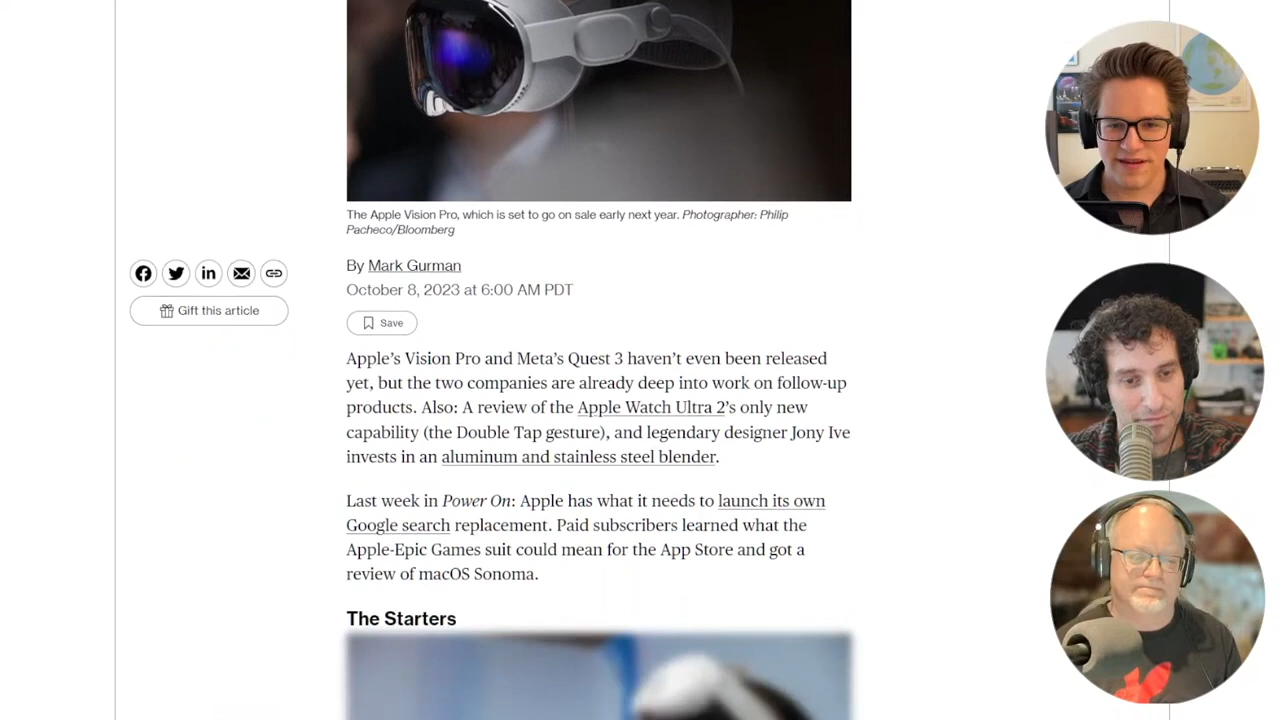 The Apple Vision Pro, which is set to go on sale early next year. Photographer: Philip
Pacheco/Bloomberg
By Mark Gurman
October 8, 2023 at 6:00 AM PDT
Gift this article
Save
Apple’s Vision Pro and Meta’s Quest 3 haven’t even been released
yet, but the two companies are already deep into work on follow-up
products. Also: A review of the Apple Watch Ultra 2’s only new
capability (the Double Tap gesture), and legendary designer Jony Ive
invests in an aluminum and stainless steel blender.
Last week in Power On: Apple has what it needs to launch its own
Google search replacement. Paid subscribers learned what the
Apple-Epic Games suit could mean for the App Store and got a
review of macOS Sonoma.
The Starters